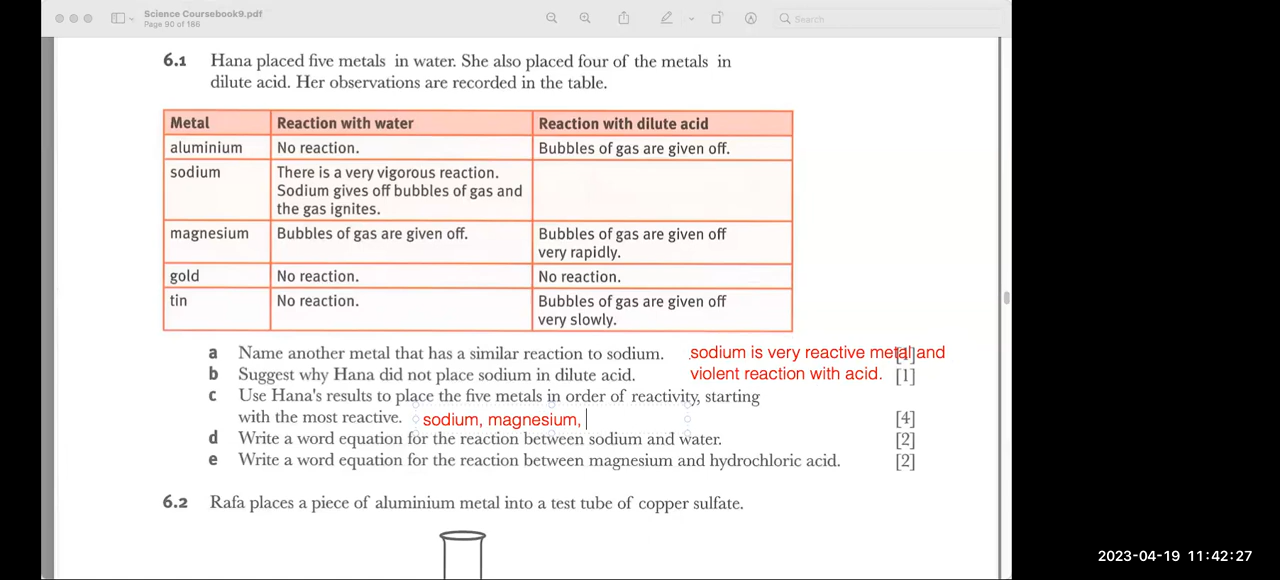 Science Coursebook9.pdf
Page 90 of 186
Search
6.1 Hana placed five metals in water. She also placed four of the metals in
dilute acid. Her observations are recorded in the table.
Metal Reaction with water Reaction with dilute acid
aluminium No reaction. Bubbles of gas are given off.
sodium There is a very vigorous reaction.
Sodium gives off bubbles of gas and
the gas ignites.
magnesium Bubbles of gas are given off. Bubbles of gas are given off
very rapidly.
gold No reaction. No reaction.
tin No reaction. Bubbles of gas are given off
very slowly.
a Name another metal that has a similar reaction to sodium. [1]
sodium is very reactive metal and
b Suggest why Hana did not place sodium in dilute acid. [1]
violent reaction with acid.
c Use Hana's results to place the five metals in order of reactivity, starting
with the most reactive. sodium, magnesium, [4]
d Write a word equation for the reaction between sodium and water. [2]
e Write a word equation for the reaction between magnesium and hydrochloric acid. [2]
6.2 Rafa places a piece of aluminium metal into a test tube of copper sulfate.
2023-04-19 11:42:27